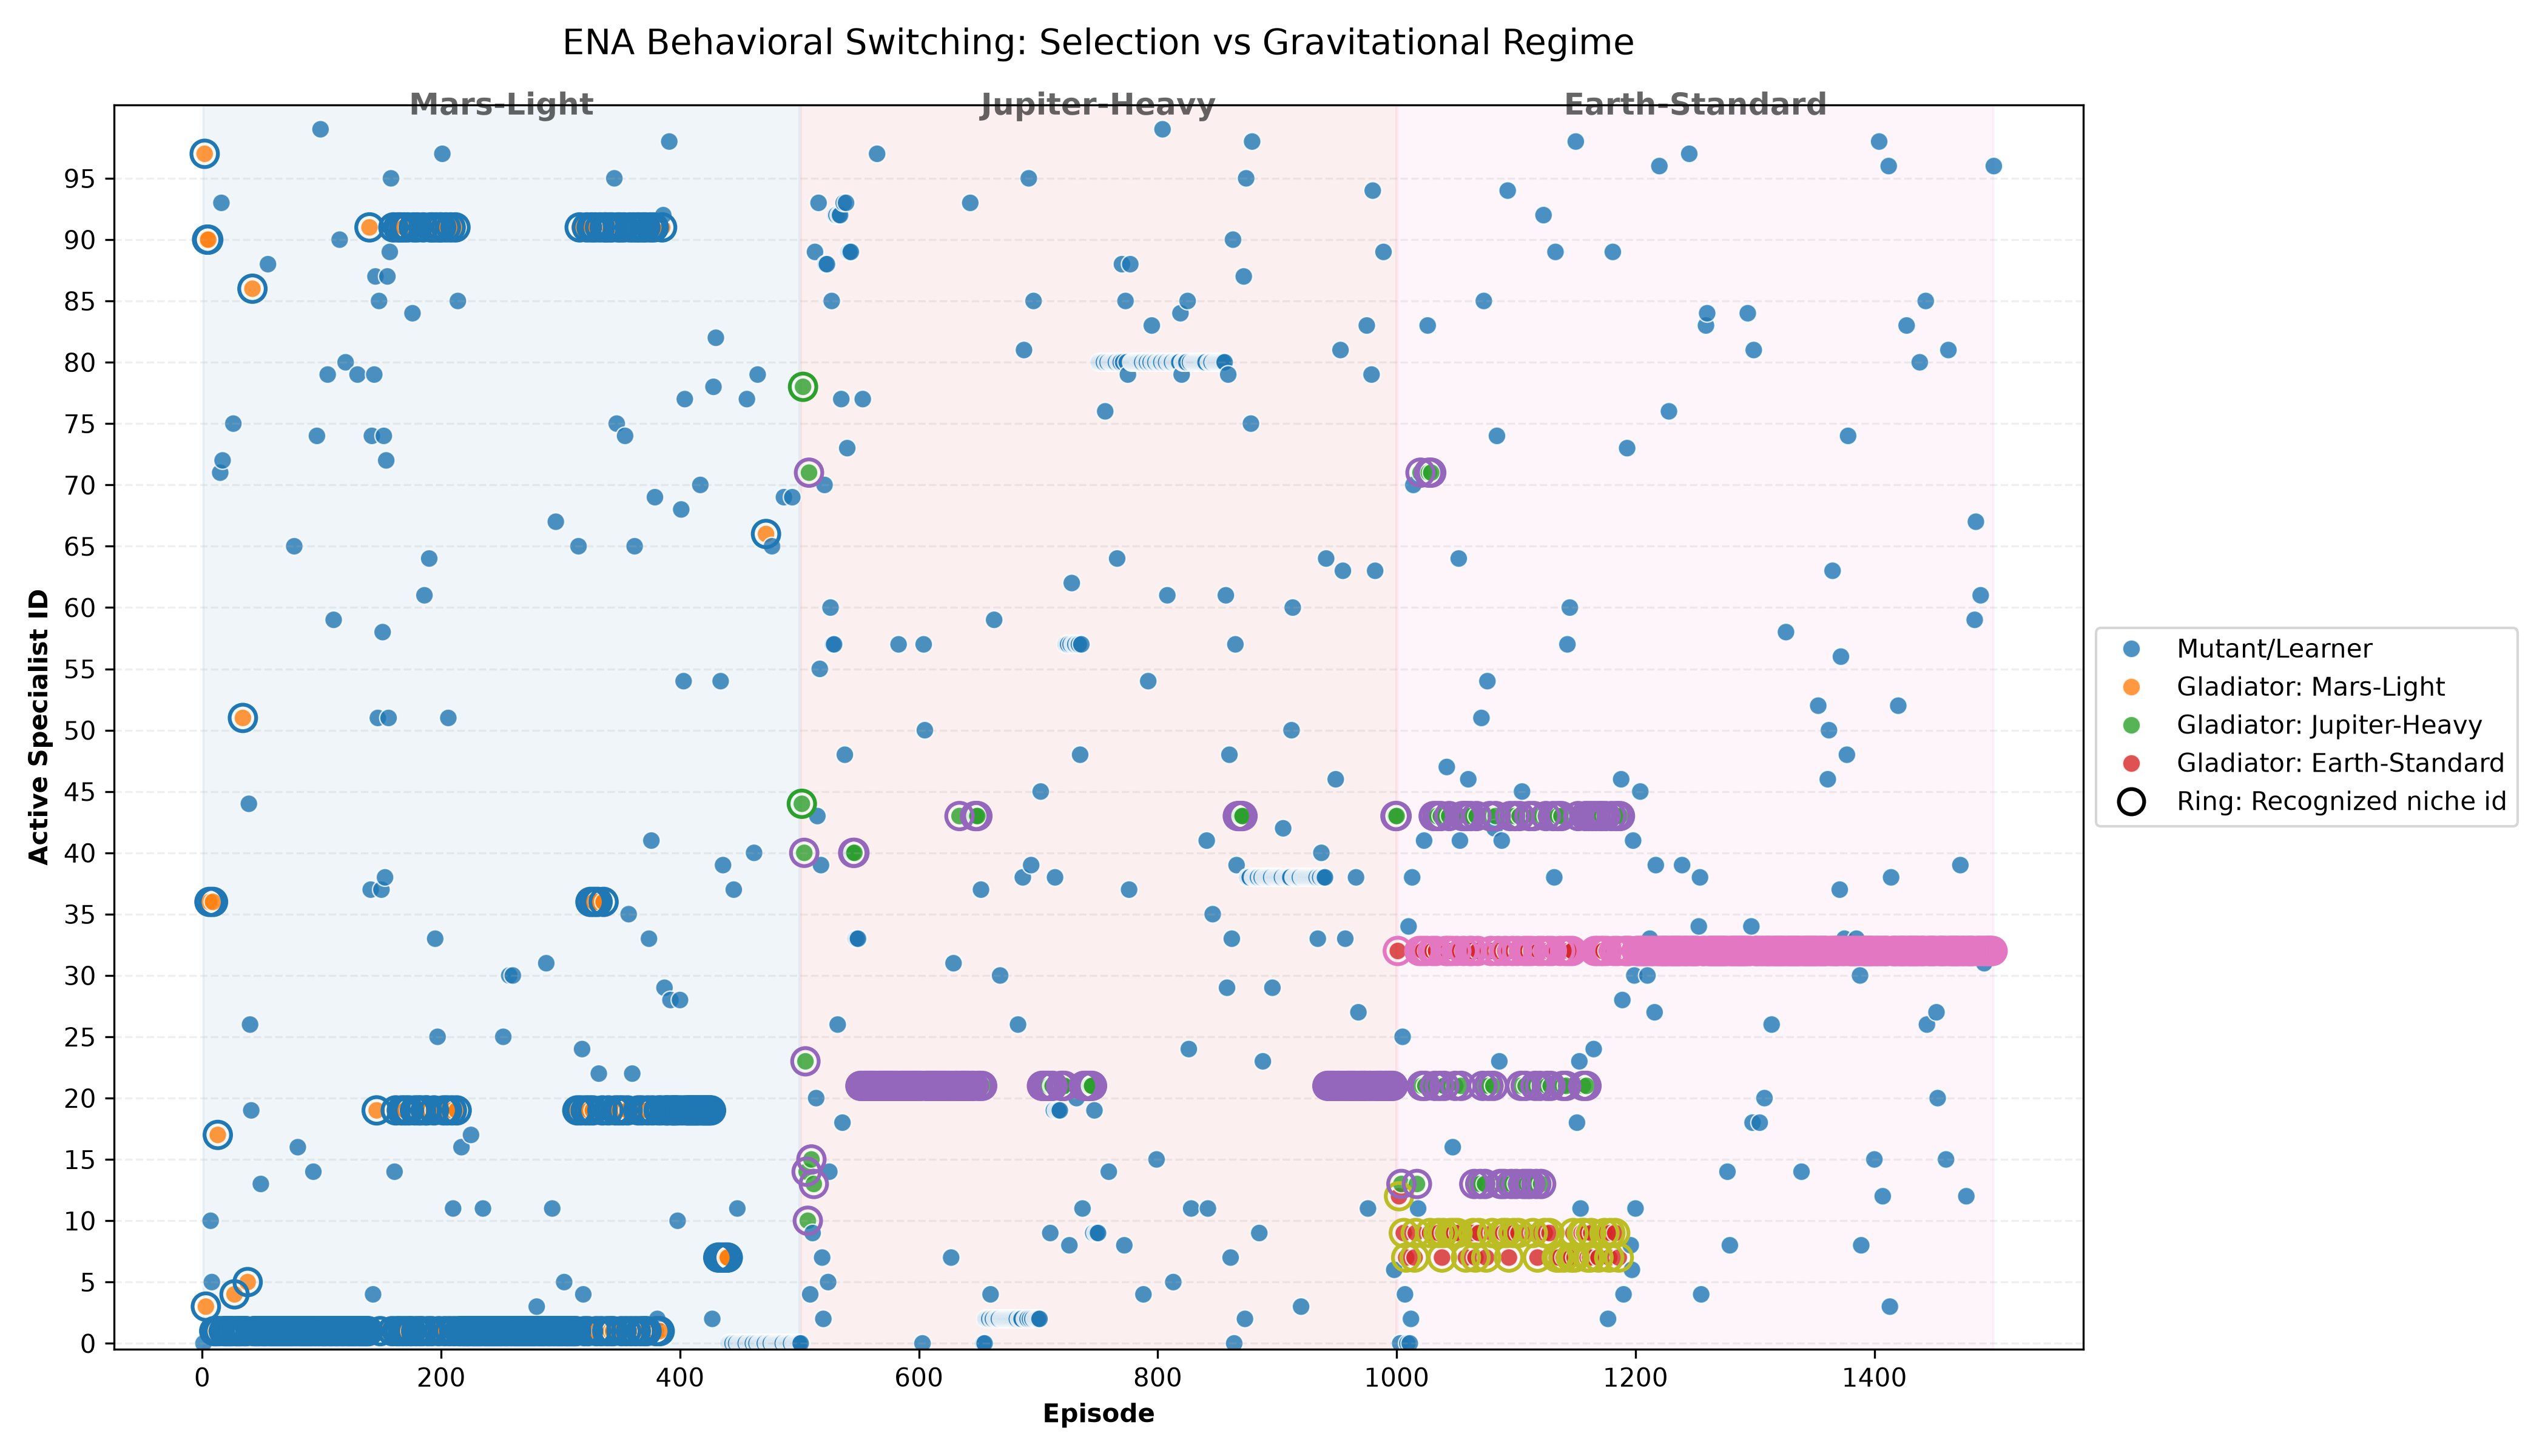 ENA Behavioral Switching: Selection vs Gravitational Regime
Mars-Light
Jupiter-Heavy
Earth-Standard
Active Specialist ID
95
90
85
80
75
70
65
60
55
50
45
40
35
30
25
20
15
10
5
0
0
200
400
600
800
1000
1200
1400
Episode
Mutant/Learner
Gladiator: Mars-Light
Gladiator: Jupiter-Heavy
Gladiator: Earth-Standard
Ring: Recognized niche id